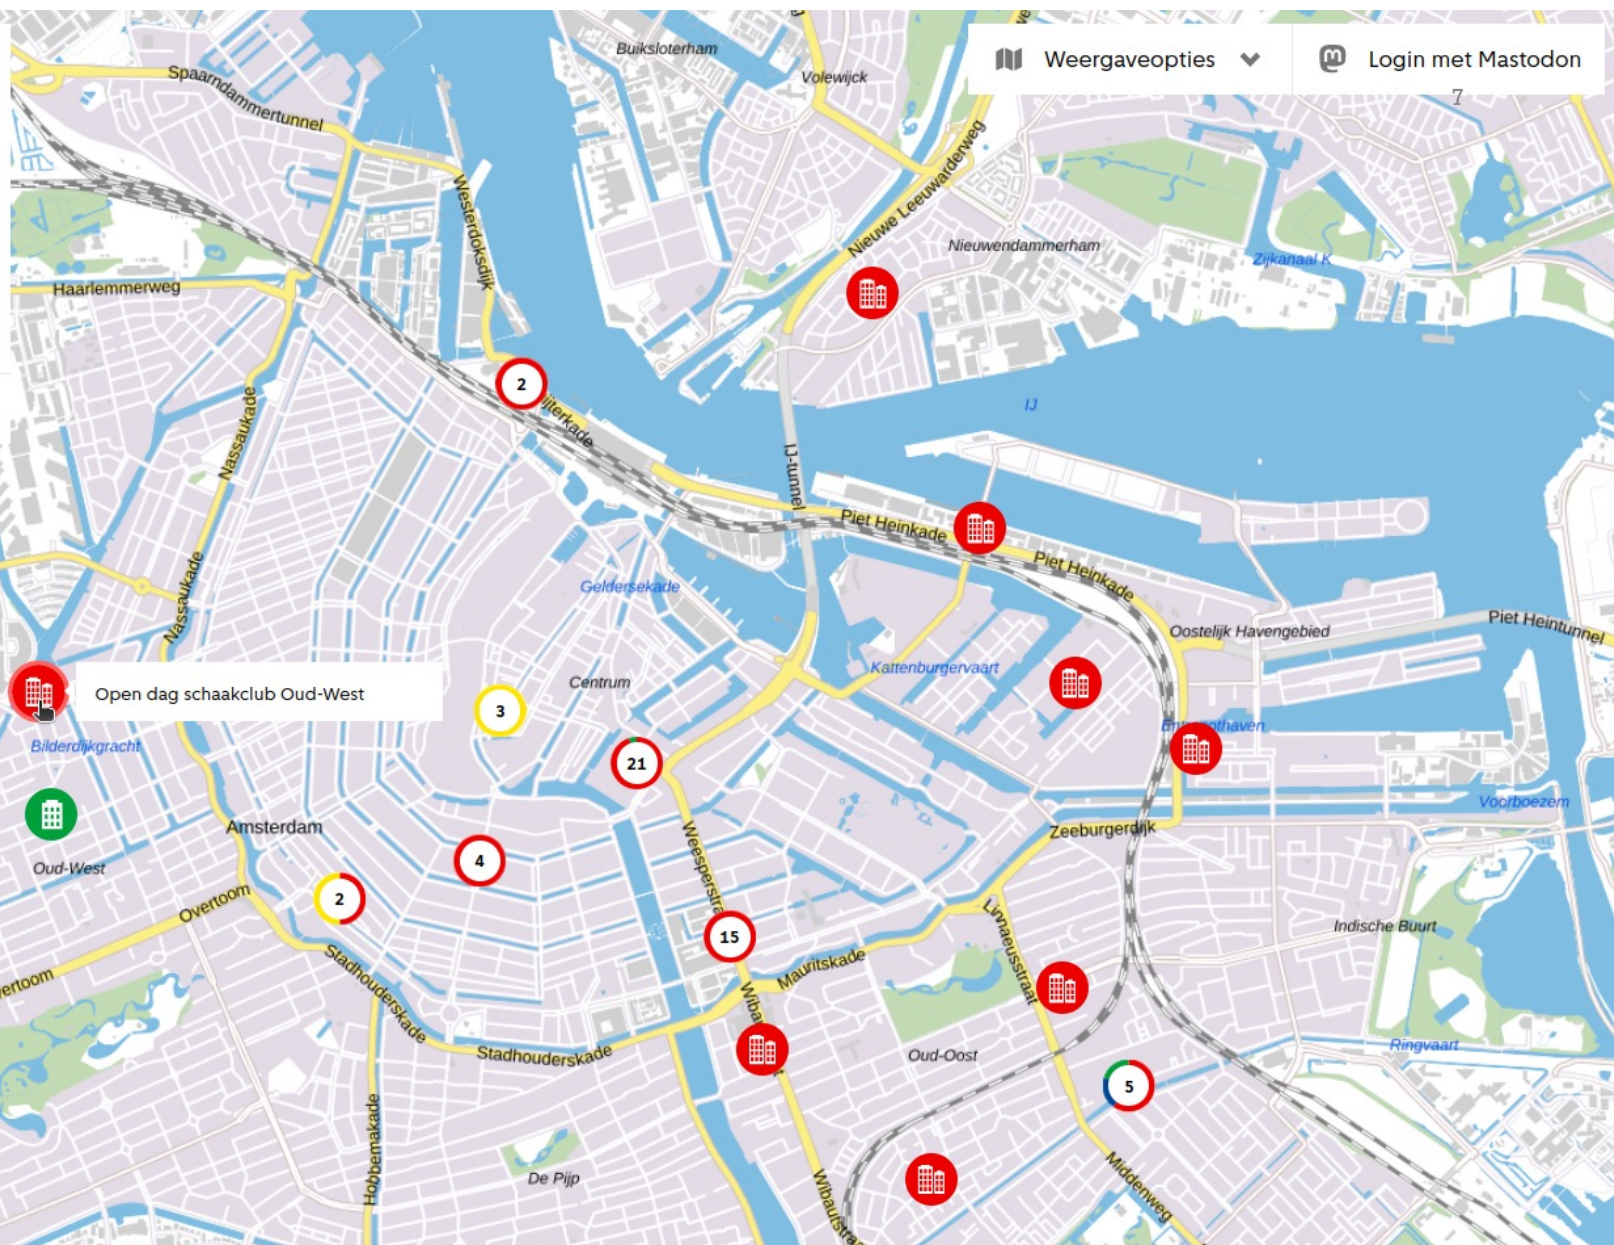 Buiksloterham
Volewijck
Weergaveopties
Login met Mastodon
7
Spaarndammertunnel
Westerdoksdijk
Nieuwe Leeuwarderweg
Nieuwendammerham
Zijkanaal K
Haarlemmerweg
2
IJ
Nassaukade
IJ-tunnel
Piet Heinkade
Piet Heinkade
Nassaukade
Geldersekade
Oostelijk Havengebied
Piet Heintunnel
Kattenburgervaart
Centrum
Open dag schaakclub Oud-West
3
Bilderdijkgracht
21
Voorboezem
Amsterdam
Zeeburgerdijk
4
Oud-West
2
Overtoom
15
Linnaeusstraat
Indische Buurt
Stadhouderskade
Mauritskade
Stadhouderskade
Oud-Oost
Ringvaart
5
Hobbemakade
De Pijp
Middenweg